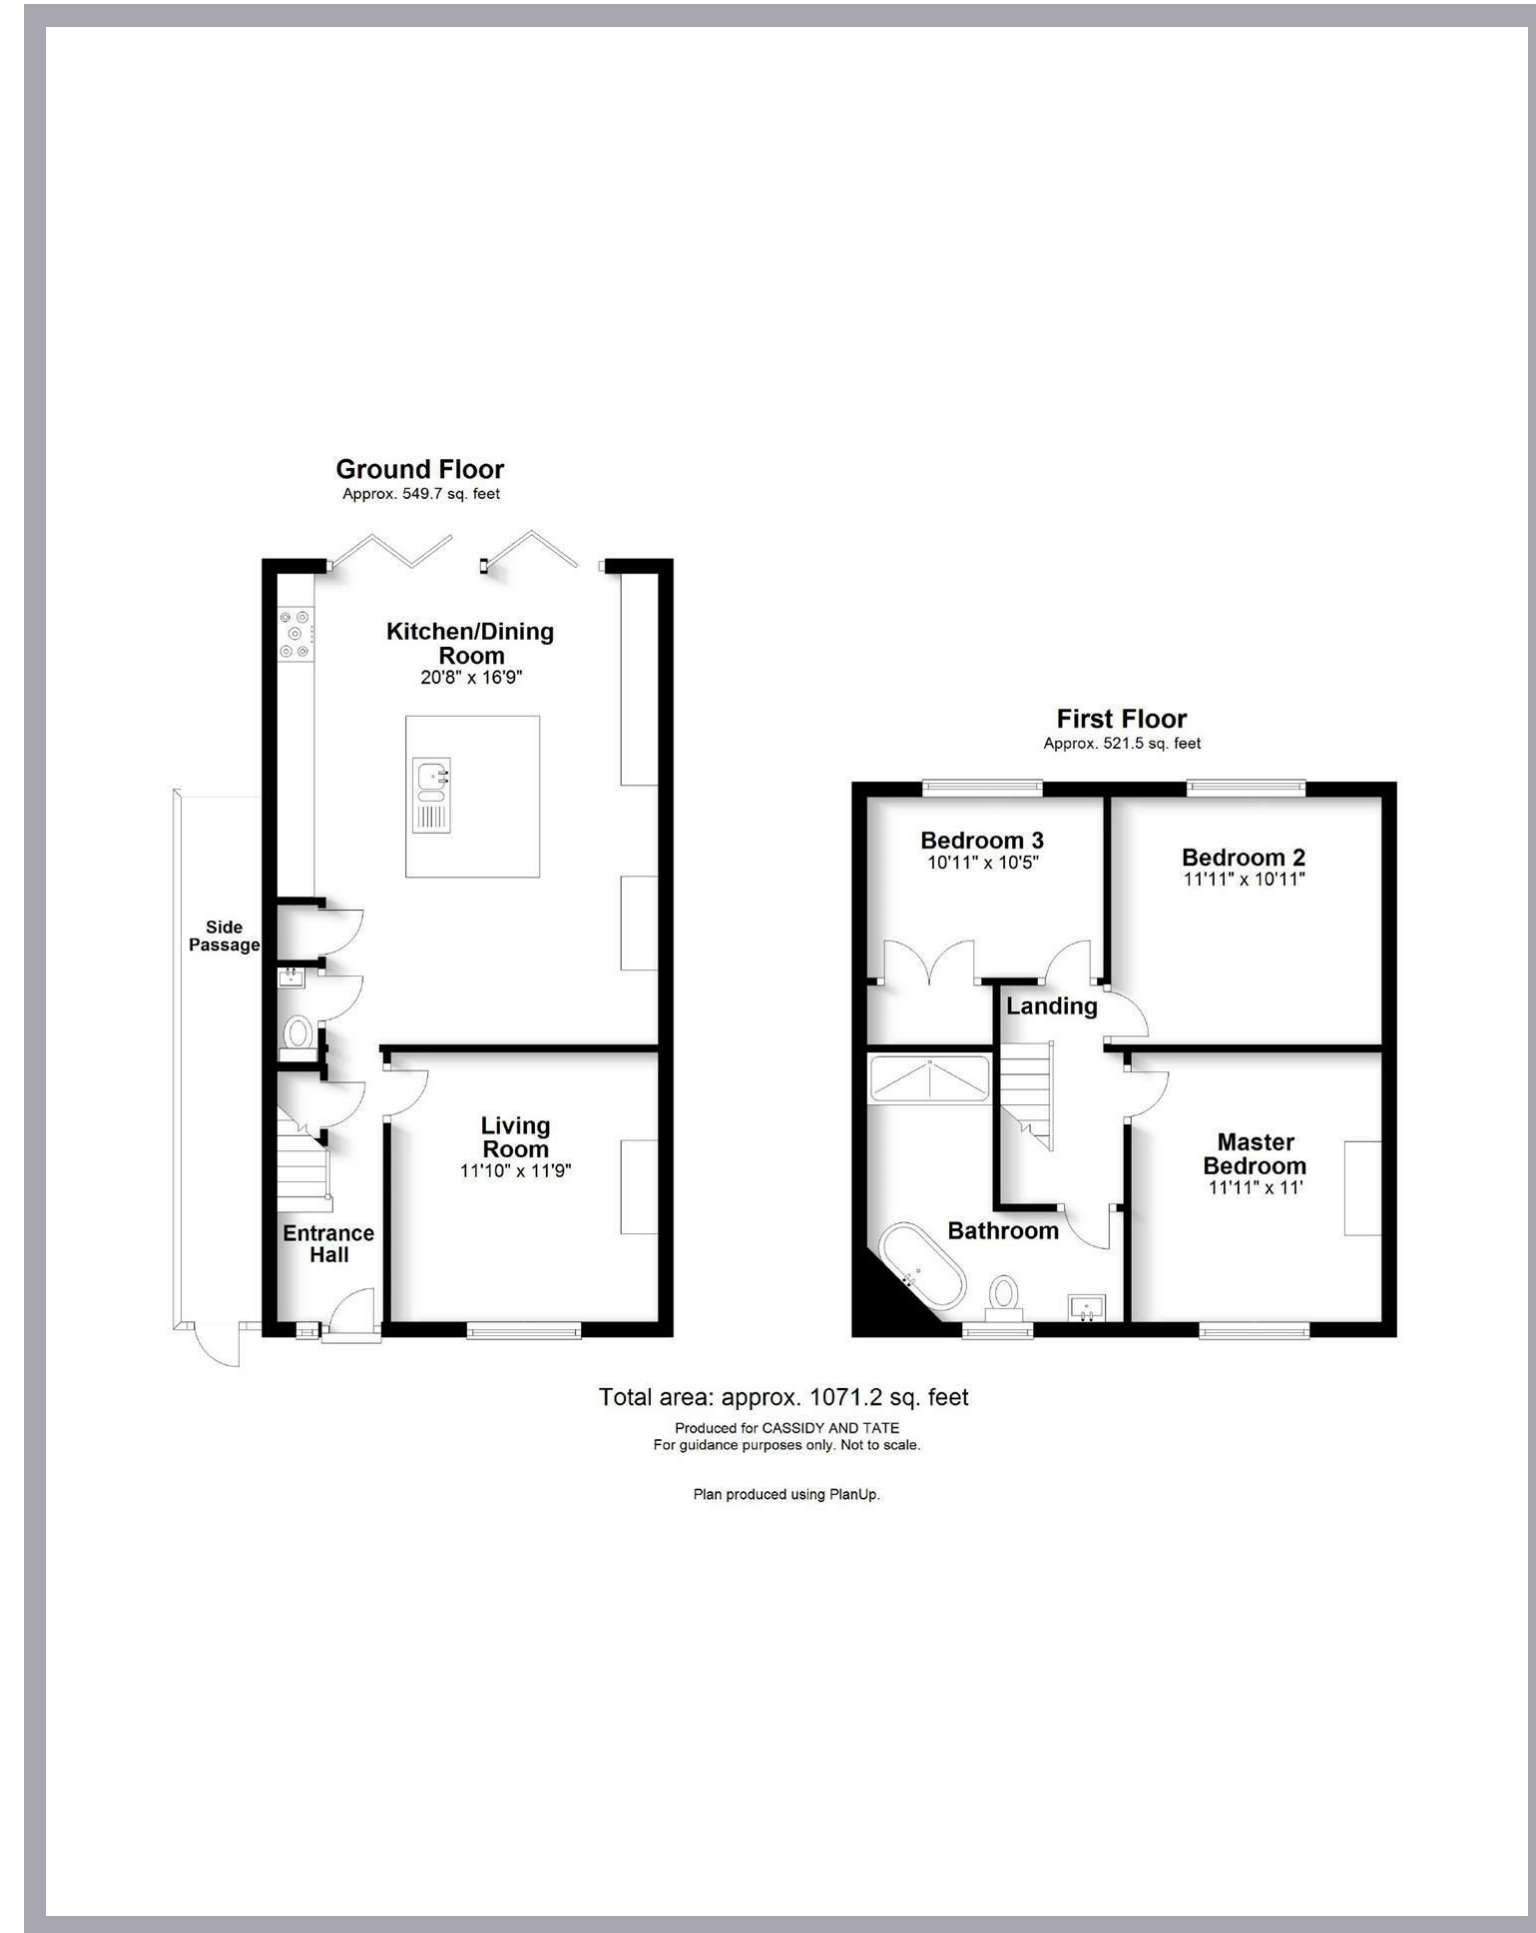 Ground Floor
Approx. 549.7 sq. feet
Kitchen/Dining
Room
20'8" x 16'9"
Side
Passage
Living
Room
11'10" x 11'9"
Entrance
Hall
First Floor
Approx. 521.5 sq. feet
Bedroom 3
10'11" x 10'5"
Bedroom 2
11'11" x 10'11"
Landing
Master
Bedroom
11'11" x 11'
Bathroom
Total area: approx. 1071.2 sq. feet
Produced for CASSIDY AND TATE
For guidance purposes only. Not to scale.
Plan produced using PlanUp.